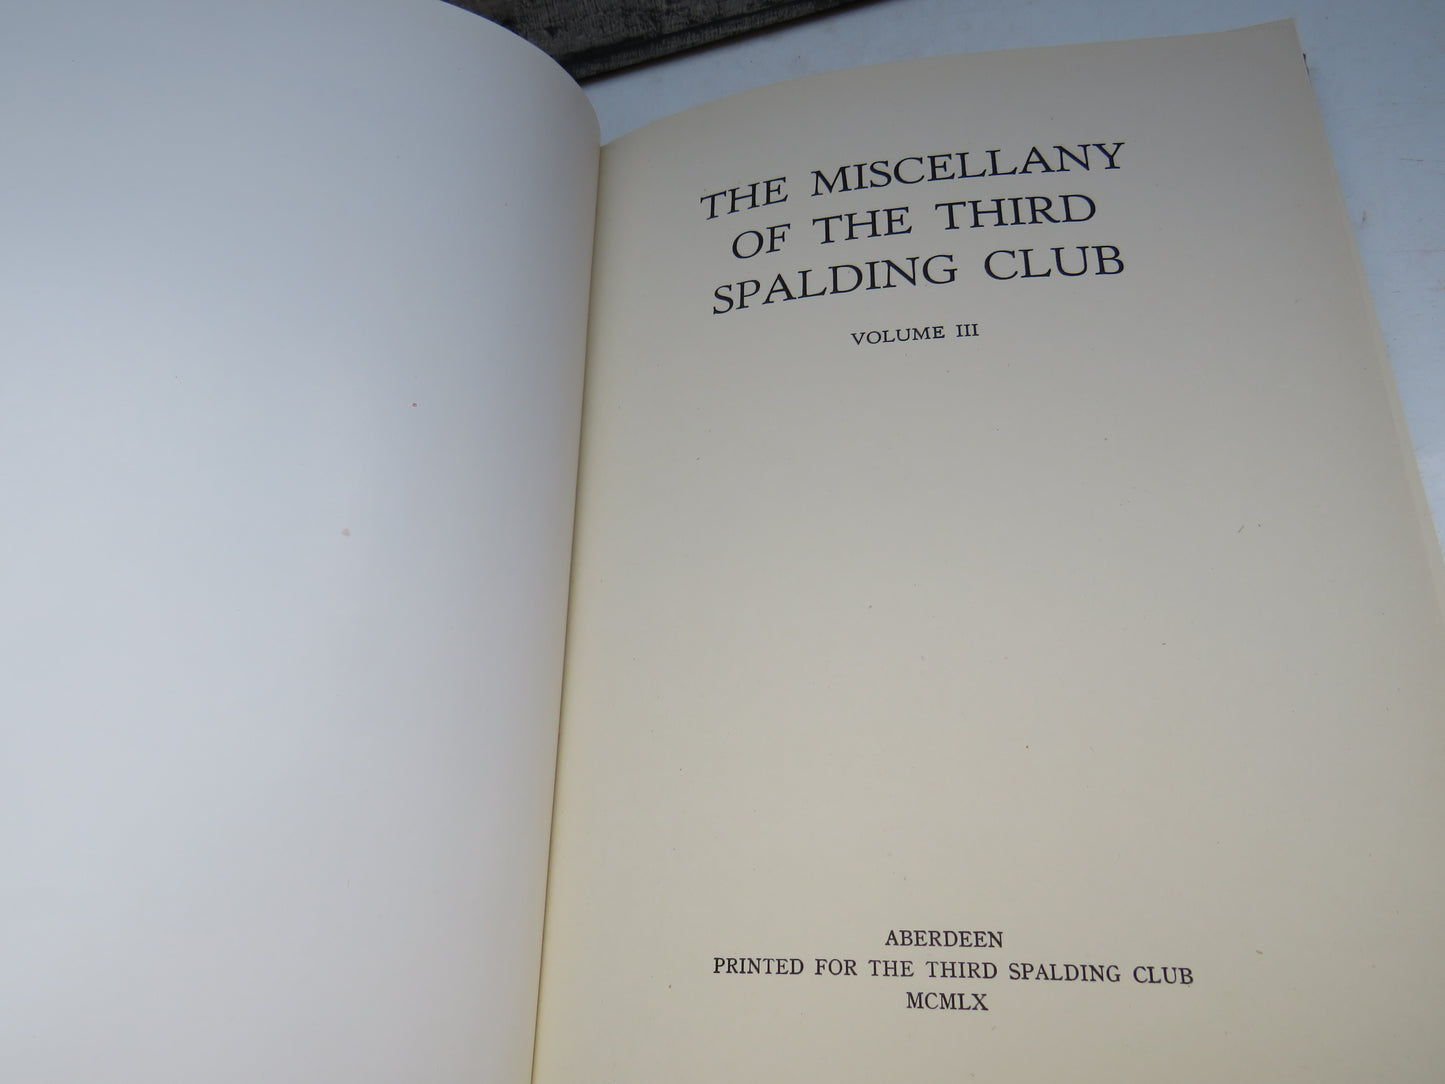 THE MISCELLANY
OF THE THIRD
SPALDING CLUB
VOLUME III
ABERDEEN
PRINTED FOR THE THIRD SPALDING CLUB
MCMLX